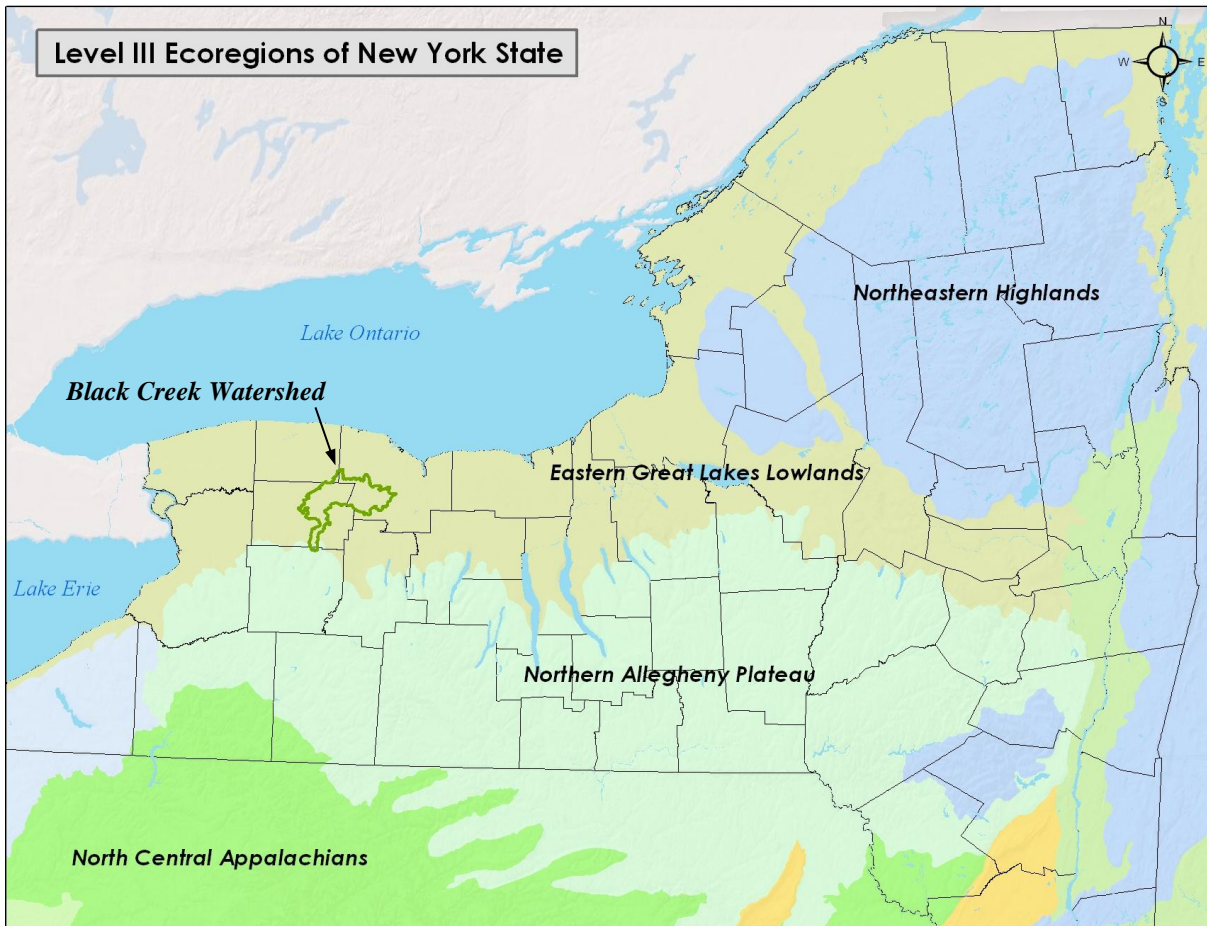 Level III Ecoregions of New York State
N
W
E
S
Northeastern Highlands
Lake Ontario
Black Creek Watershed
Eastern Great Lakes Lowlands
Lake Erie
Northern Allegheny Plateau
North Central Appalachians